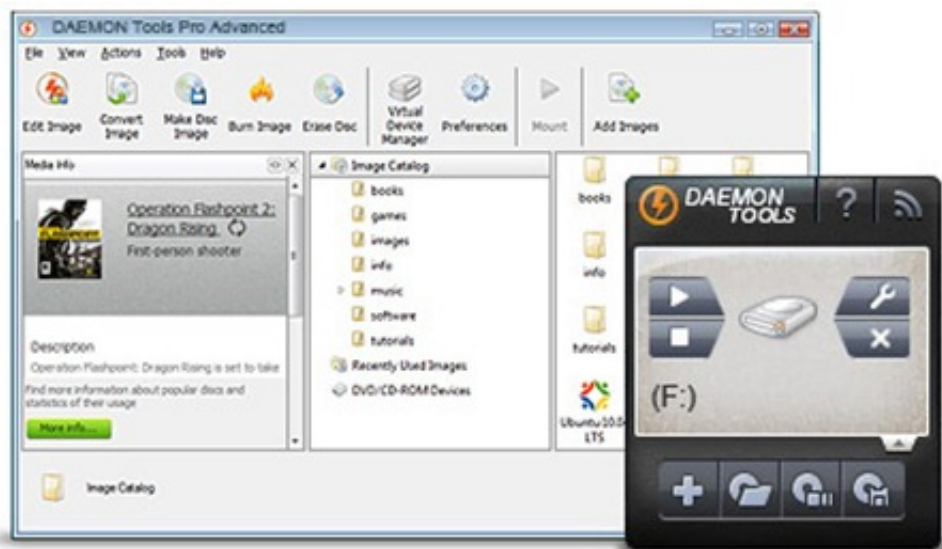 DAEMON Tools Pro Advanced
File View Actions Tools Help
Edit Image
Convert Image
Make Disc Image
Burn Image
Erase Disc
Virtual Device Manager
Preferences
Mount
Add Images
Media Info
Operation Flashpoint 2:
Dragon Rising
First-person shooter
Description
Operation Flashpoint: Dragon Rising is set to take
Find more information about popular discs and
statistics of their usage
More info...
Image Catalog
books
games
images
info
music
software
tutorials
Recently Used Images
DVD/CD-ROM Devices
books
info
tutorials
Ubuntu 10.0
LTS
Image Catalog
DAEMON
TOOLS
?
(F:)